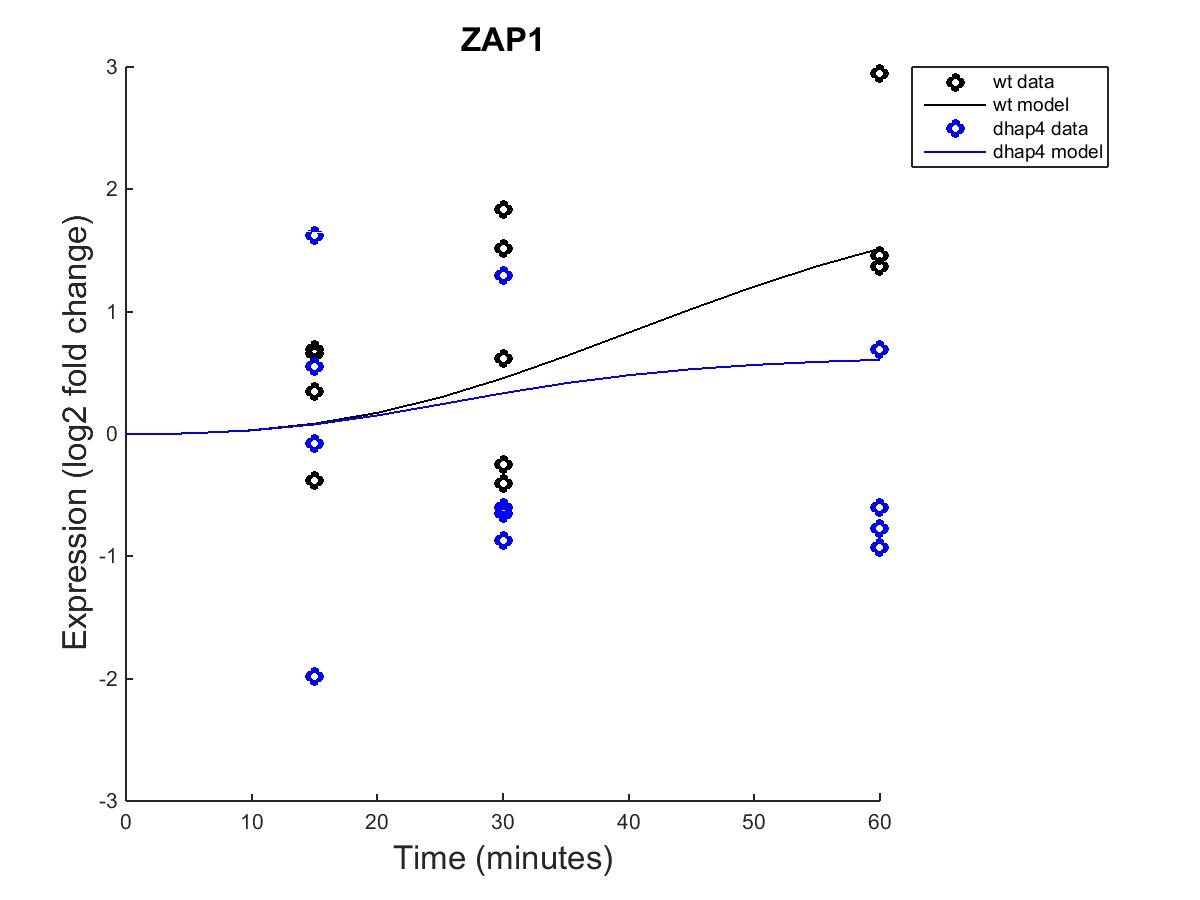 ZAP1
wt data
wt model
dhap4 data
dhap4 model
Expression (log2 fold change)
3
2
1
0
-1
-2
-3
0 10 20 30 40 50 60
Time (minutes)